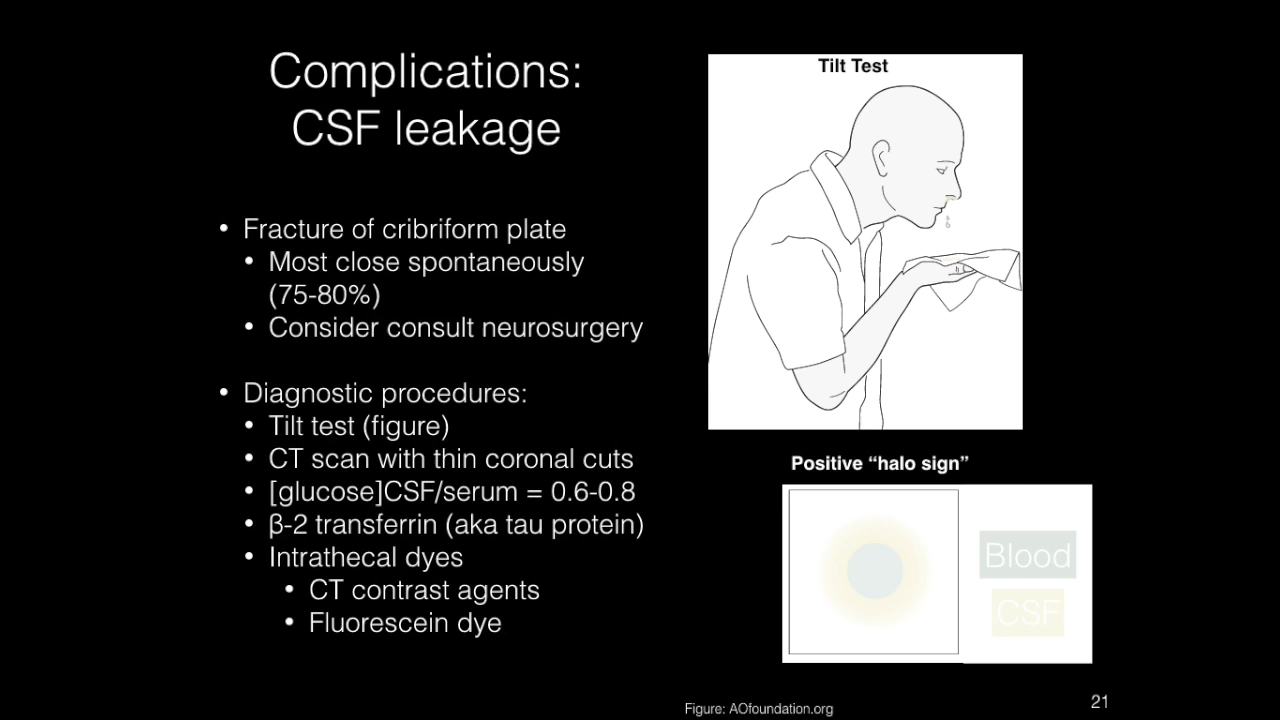 Complications:
CSF leakage
• Fracture of cribriform plate
• Most close spontaneously
(75-80%)
• Consider consult neurosurgery
• Diagnostic procedures:
• Tilt test (figure)
• CT scan with thin coronal cuts
• [glucose]CSF/serum = 0.6-0.8
• β-2 transferrin (aka tau protein)
• Intrathecal dyes
• CT contrast agents
• Fluorescein dye
Tilt Test
Positive “halo sign”
Blood
CSF
Figure: AOfoundation.org
21